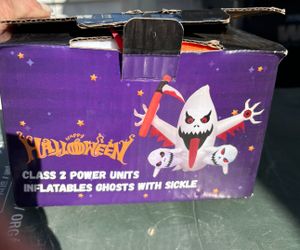 HAPPY
HALLOWEEN
CLASS 2 POWER UNITS
INFLATABLES GHOSTS WITH SICKLE